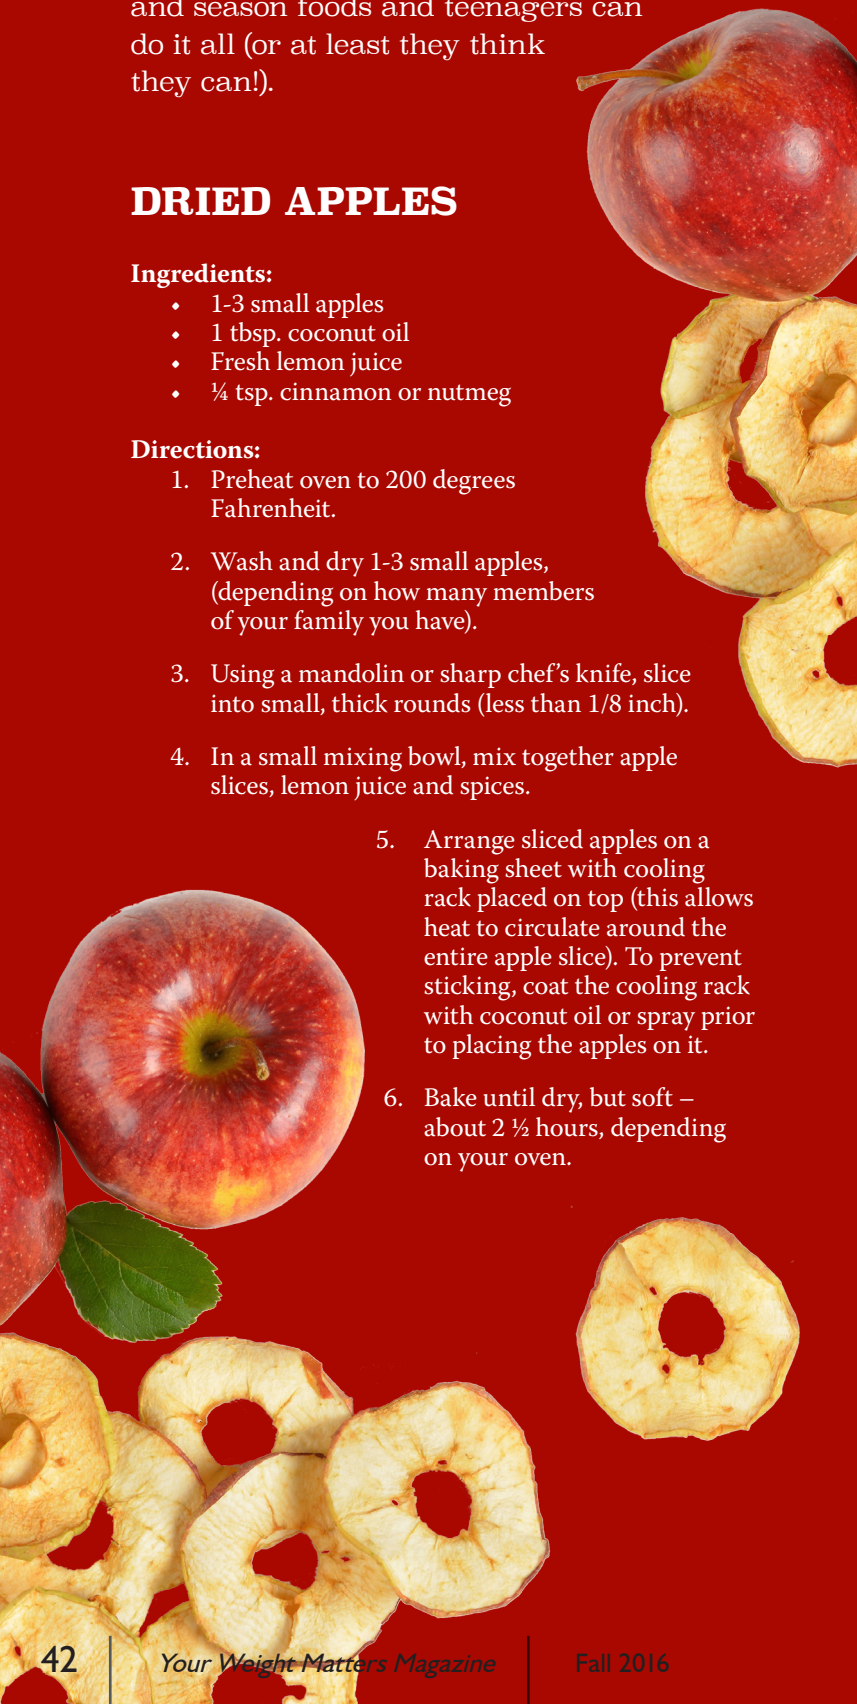 and season foods and teenagers can
do it all (or at least they think
they can!).
DRIED APPLES
Ingredients:
• 1-3 small apples
• 1 tbsp. coconut oil
• Fresh lemon juice
• ¼ tsp. cinnamon or nutmeg
Directions:
1. Preheat oven to 200 degrees
Fahrenheit.
2. Wash and dry 1-3 small apples,
(depending on how many members
of your family you have).
3. Using a mandolin or sharp chef’s knife, slice
into small, thick rounds (less than 1/8 inch).
4. In a small mixing bowl, mix together apple
slices, lemon juice and spices.
5. Arrange sliced apples on a
baking sheet with cooling
rack placed on top (this allows
heat to circulate around the
entire apple slice). To prevent
sticking, coat the cooling rack
with coconut oil or spray prior
to placing the apples on it.
6. Bake until dry, but soft –
about 2 ½ hours, depending
on your oven.
42 Your Weight Matters Magazine Fall 2016